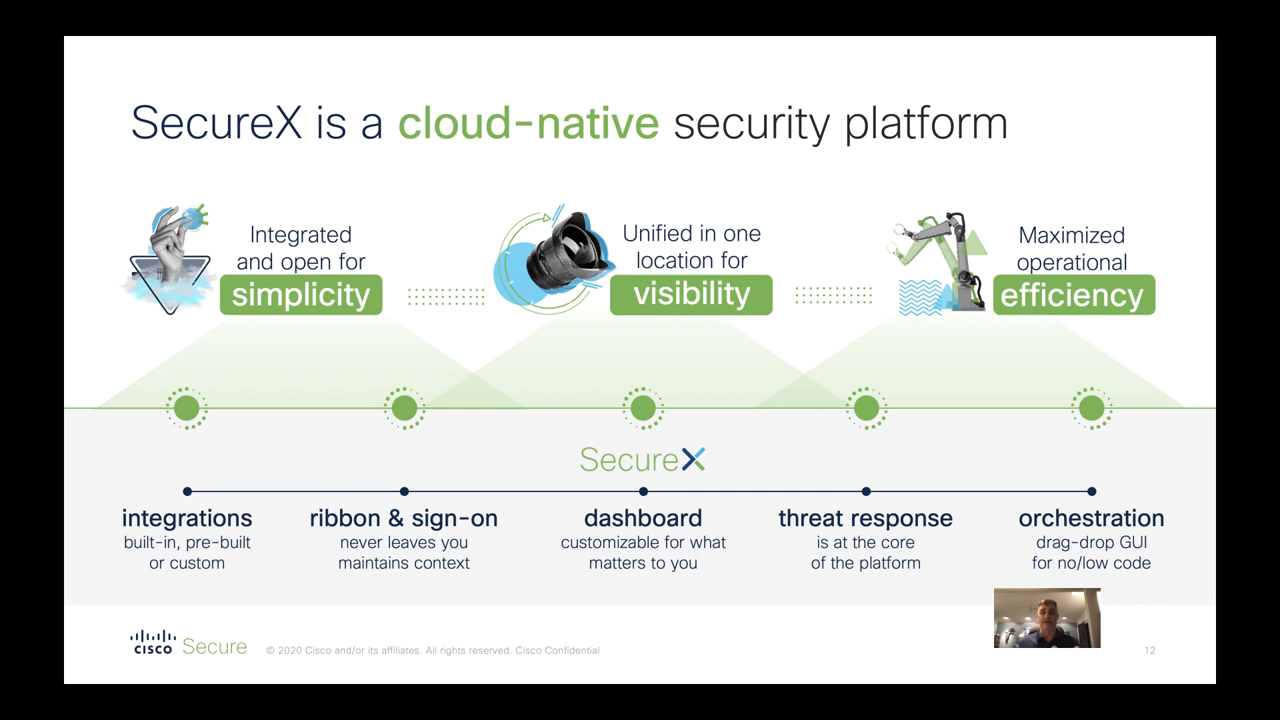 SecureX is a cloud-native security platform
Integrated
and open for
simplicity
Unified in one
location for
visibility
Maximized
operational
efficiency
SecureX
integrations
built-in, pre-built
or custom
ribbon & sign-on
never leaves you
maintains context
dashboard
customizable for what
matters to you
threat response
is at the core
of the platform
orchestration
drag-drop GUI
for no/low code
cisco Secure
© 2020 Cisco and/or its affiliates. All rights reserved. Cisco Confidential
12